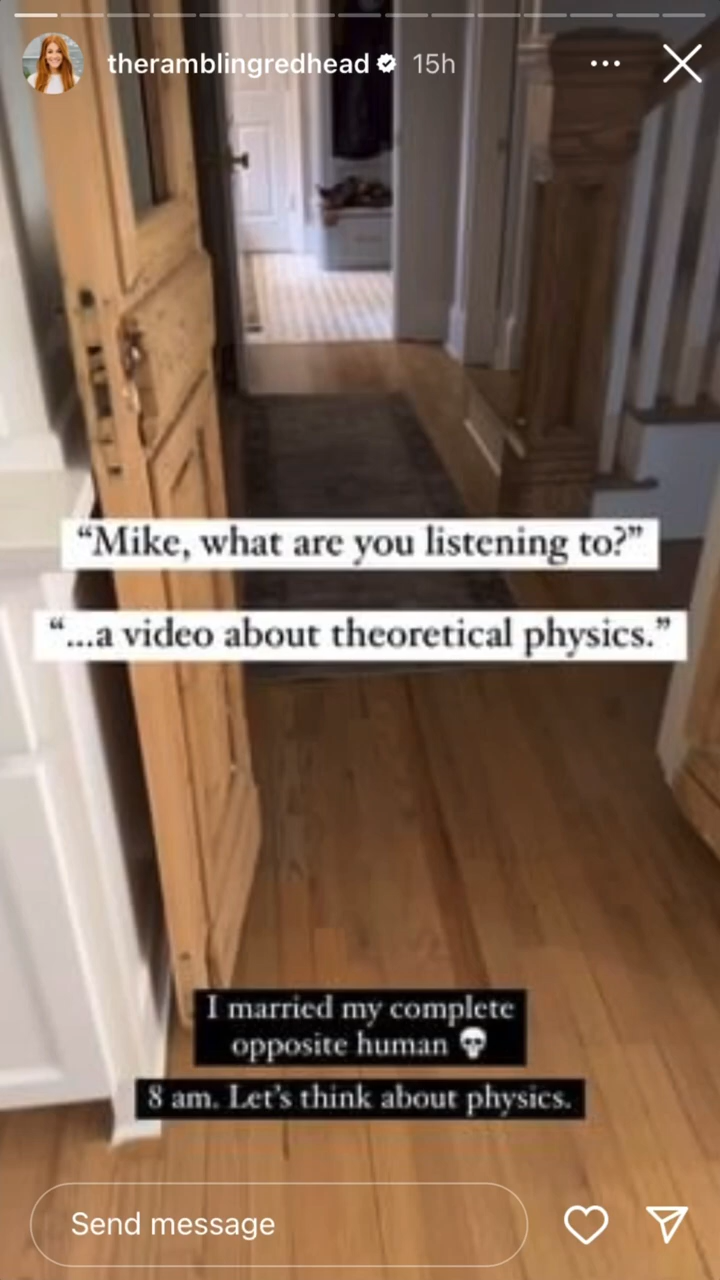 theramblingredhead 15h
“Mike, what are you listening to?”
“...a video about theoretical physics.”
I married my complete
opposite human 💀
8 am. Let’s think about physics.
Send message